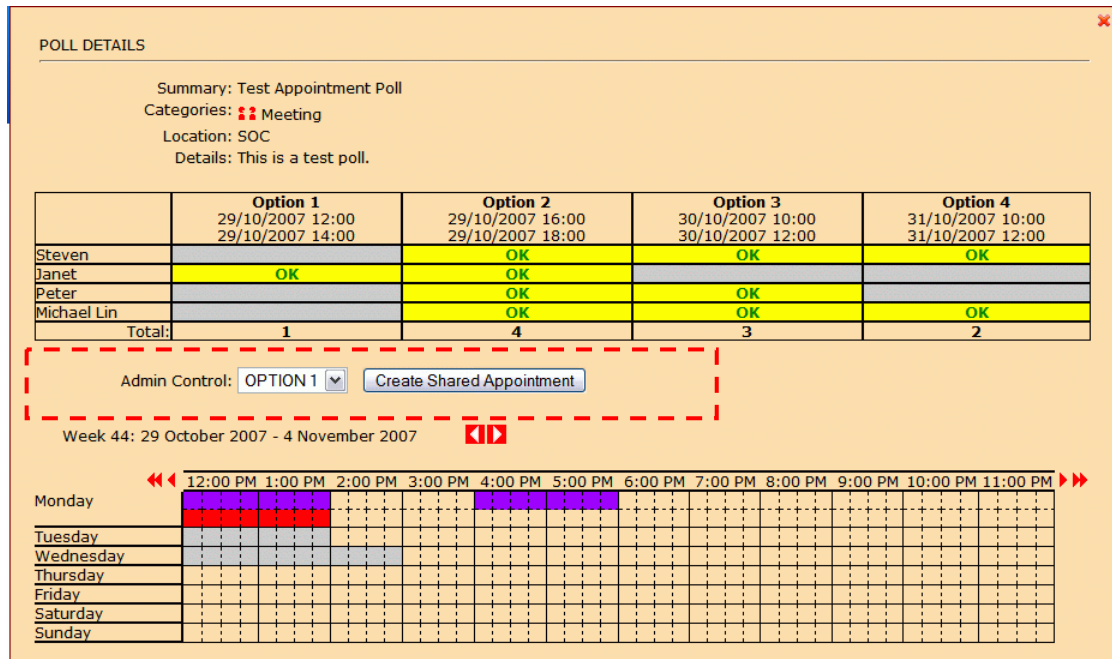 POLL DETAILS
Summary: Test Appointment Poll
Categories: Meeting
Location: SOC
Details: This is a test poll.
Option 1 Option 2 Option 3 Option 4
29/10/2007 12:00 29/10/2007 16:00 30/10/2007 10:00 31/10/2007 10:00
29/10/2007 14:00 29/10/2007 18:00 30/10/2007 12:00 31/10/2007 12:00
Steven OK OK OK
Janet OK OK
Peter OK OK
Michael Lin OK OK OK
Total: 1 4 3 2
Admin Control: OPTION 1 Create Shared Appointment
Week 44: 29 October 2007 - 4 November 2007
12:00 PM 1:00 PM 2:00 PM 3:00 PM 4:00 PM 5:00 PM 6:00 PM 7:00 PM 8:00 PM 9:00 PM 10:00 PM 11:00 PM
Monday
Tuesday
Wednesday
Thursday
Friday
Saturday
Sunday